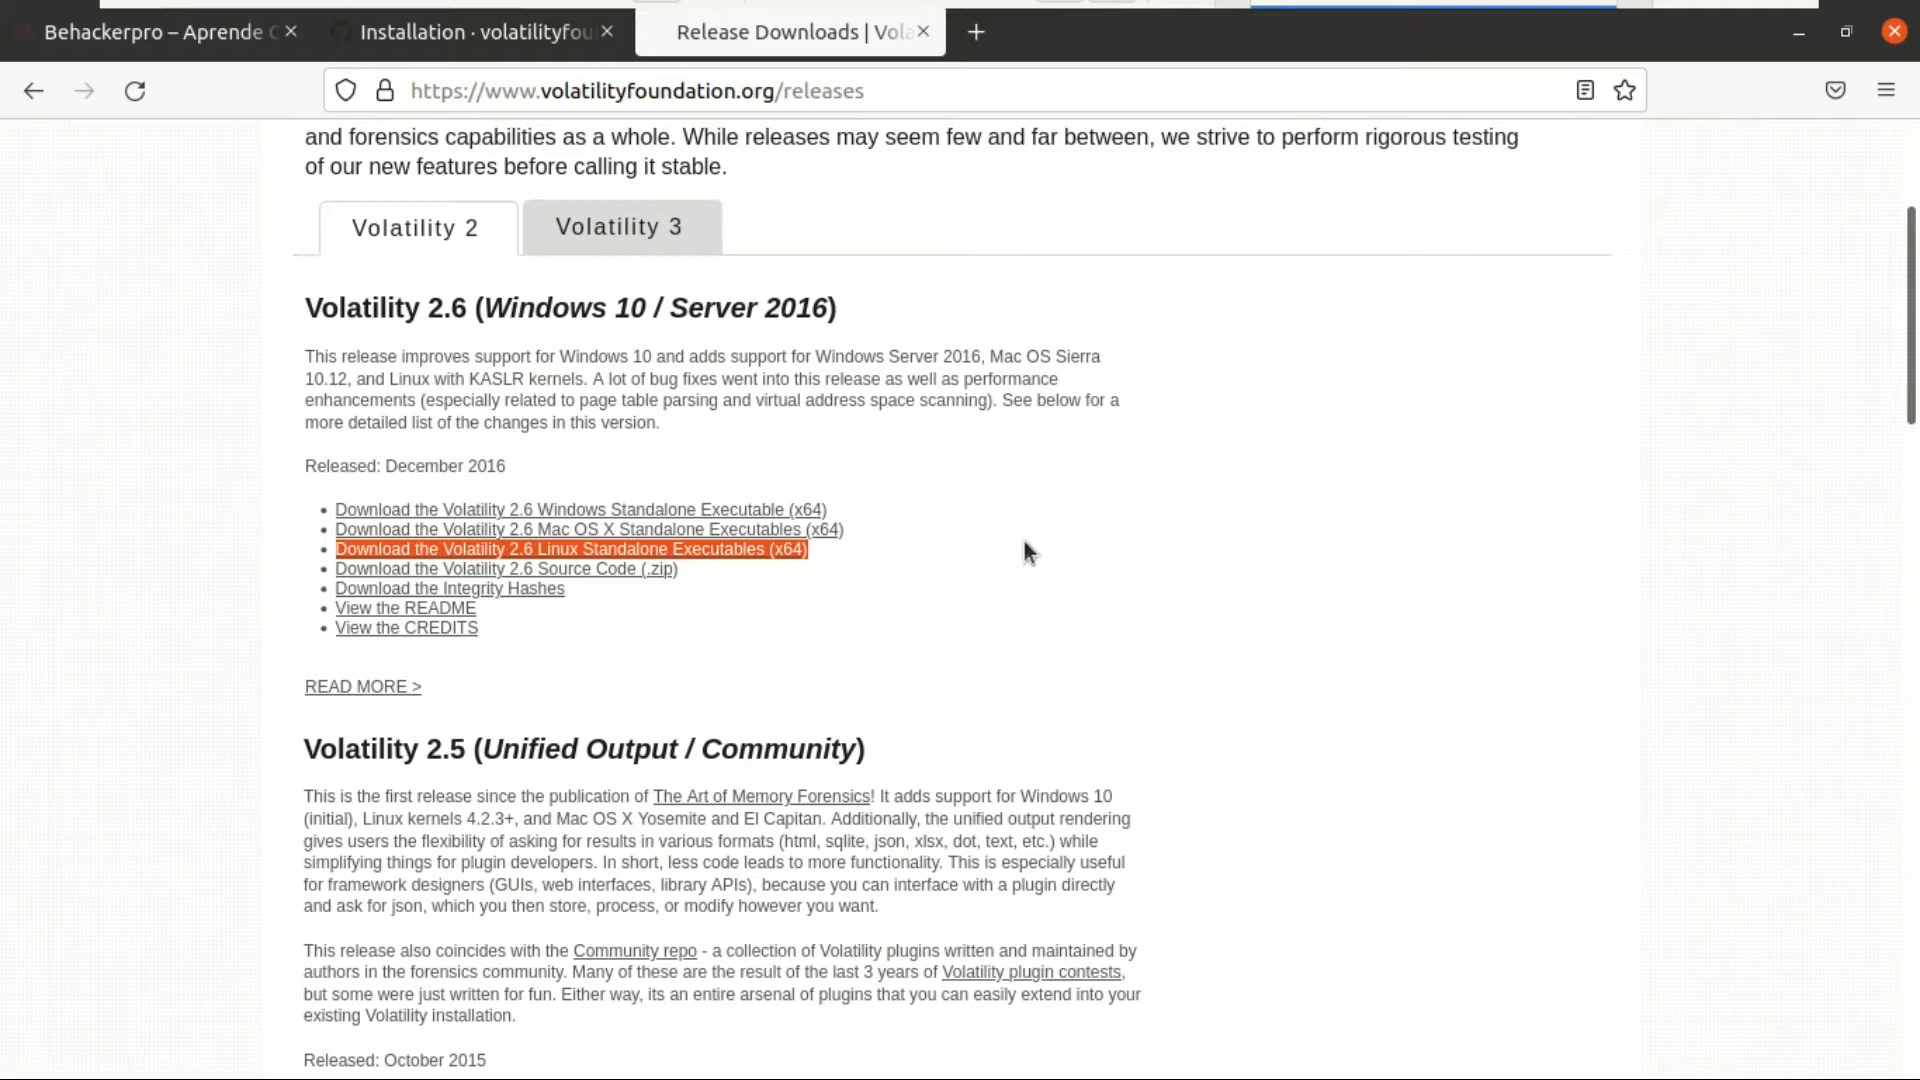 Behackerpro – Aprende C
Installation · volatilityfou
Release Downloads | Vola
https://www.volatilityfoundation.org/releases
and forensics capabilities as a whole. While releases may seem few and far between, we strive to perform rigorous testing
of our new features before calling it stable.
Volatility 2
Volatility 3
Volatility 2.6 (Windows 10 / Server 2016)
This release improves support for Windows 10 and adds support for Windows Server 2016, Mac OS Sierra
10.12, and Linux with KASLR kernels. A lot of bug fixes went into this release as well as performance
enhancements (especially related to page table parsing and virtual address space scanning). See below for a
more detailed list of the changes in this version.
Released: December 2016
• Download the Volatility 2.6 Windows Standalone Executable (x64)
• Download the Volatility 2.6 Mac OS X Standalone Executables (x64)
• Download the Volatility 2.6 Linux Standalone Executables (x64)
• Download the Volatility 2.6 Source Code (.zip)
• Download the Integrity Hashes
• View the README
• View the CREDITS
READ MORE >
Volatility 2.5 (Unified Output / Community)
This is the first release since the publication of The Art of Memory Forensics! It adds support for Windows 10
(initial), Linux kernels 4.2.3+, and Mac OS X Yosemite and El Capitan. Additionally, the unified output rendering
gives users the flexibility of asking for results in various formats (html, sqlite, json, xlsx, dot, text, etc.) while
simplifying things for plugin developers. In short, less code leads to more functionality. This is especially useful
for framework designers (GUIs, web interfaces, library APIs), because you can interface with a plugin directly
and ask for json, which you then store, process, or modify however you want.
This release also coincides with the Community repo - a collection of Volatility plugins written and maintained by
authors in the forensics community. Many of these are the result of the last 3 years of Volatility plugin contests,
but some were just written for fun. Either way, its an entire arsenal of plugins that you can easily extend into your
existing Volatility installation.
Released: October 2015